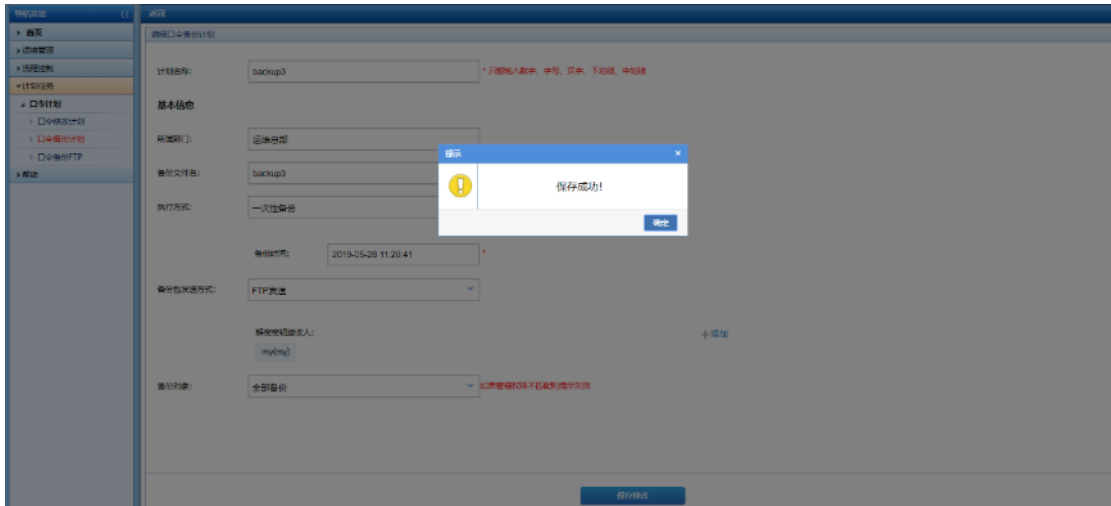 导航菜单
返回
首页
编辑口令备份计划
运维管理
流程控制
计划名称:
backup3
* 只能输入数字、字母、汉字、下划线、中划线
计划任务
口令计划
基本信息
口令修改计划
口令备份计划
所属部门:
运维总部
口令备份FTP
提示
帮助
备份文件名:
backup3
保存成功!
执行方式:
一次性备份
确定
备份时间:
2019-05-28 11:20:41
*
备份包发送方式:
FTP发送
解密密钥接收人:
添加
my(my)
备份对象:
全部备份
保存修改